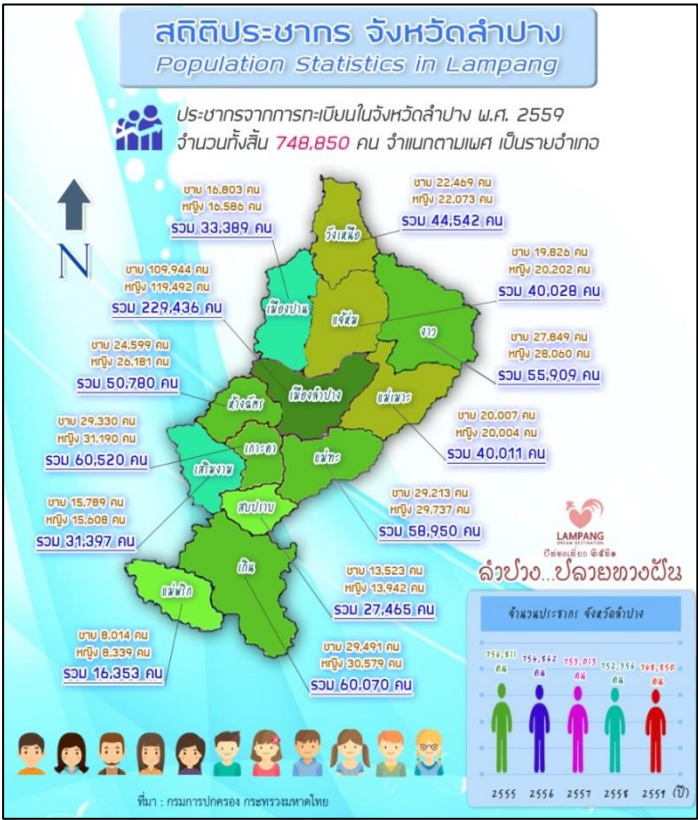 สถิติประชากร จังหวัดลำปาง
Population Statistics in Lampang
ประชากรจากการทะเบียนในจังหวัดลำปาง พ.ศ. 2559
จำนวนทั้งสิ้น 748,850 คน จำแนกตามเพศ เป็นรายอำเภอ
ชาย 16,803 คน
หญิง 16,586 คน
รวม 33,389 คน
ชาย 22,469 คน
หญิง 22,073 คน
รวม 44,542 คน
วังเหนือ
N
ชาย 109,944 คน
หญิง 119,492 คน
รวม 229,436 คน
ชาย 19,826 คน
หญิง 20,202 คน
รวม 40,028 คน
เมืองปาน
แจ้ห่ม
งาว
ชาย 24,599 คน
หญิง 26,181 คน
รวม 50,780 คน
ชาย 27,849 คน
หญิง 28,060 คน
รวม 55,909 คน
ห้างฉัตร
เมืองลำปาง
แม่เมาะ
ชาย 29,330 คน
หญิง 31,190 คน
รวม 60,520 คน
ชาย 20,007 คน
หญิง 20,004 คน
รวม 40,011 คน
เสริมงาม
เกาะคา
แม่ทะ
ชาย 15,789 คน
หญิง 15,608 คน
รวม 31,397 คน
ชาย 29,213 คน
หญิง 29,737 คน
รวม 58,950 คน
สบปราบ
เถิน
แม่พริก
ชาย 13,523 คน
หญิง 13,942 คน
รวม 27,465 คน
ชาย 8,014 คน
หญิง 8,339 คน
รวม 16,353 คน
ชาย 29,491 คน
หญิง 30,579 คน
รวม 60,070 คน
LAMPANG
DREAM DESTINATION
ปีท่องเที่ยว ๒๕๖๑
ลำปาง...ปลายทางฝัน
จำนวนประชากร จังหวัดลำปาง
756,811 คน
754,862 คน
753,013 คน
752,356 คน
748,850 คน
2555 2556 2557 2558 2559 (ปี)
ที่มา : กรมการปกครอง กระทรวงมหาดไทย